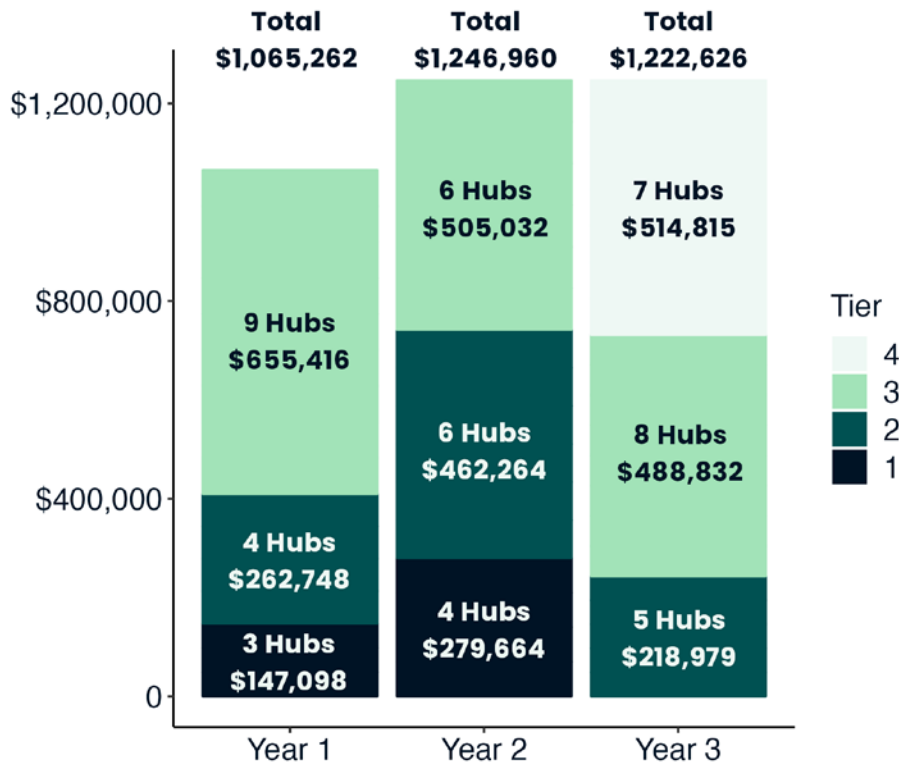 Total Total Total
$1,065,262 $1,246,960 $1,222,626
$1,200,000
$800,000
$400,000
0
9 Hubs
$655,416
4 Hubs
$262,748
3 Hubs
$147,098
6 Hubs
$505,032
6 Hubs
$462,264
4 Hubs
$279,664
7 Hubs
$514,815
8 Hubs
$488,832
5 Hubs
$218,979
Year 1 Year 2 Year 3
Tier
4
3
2
1